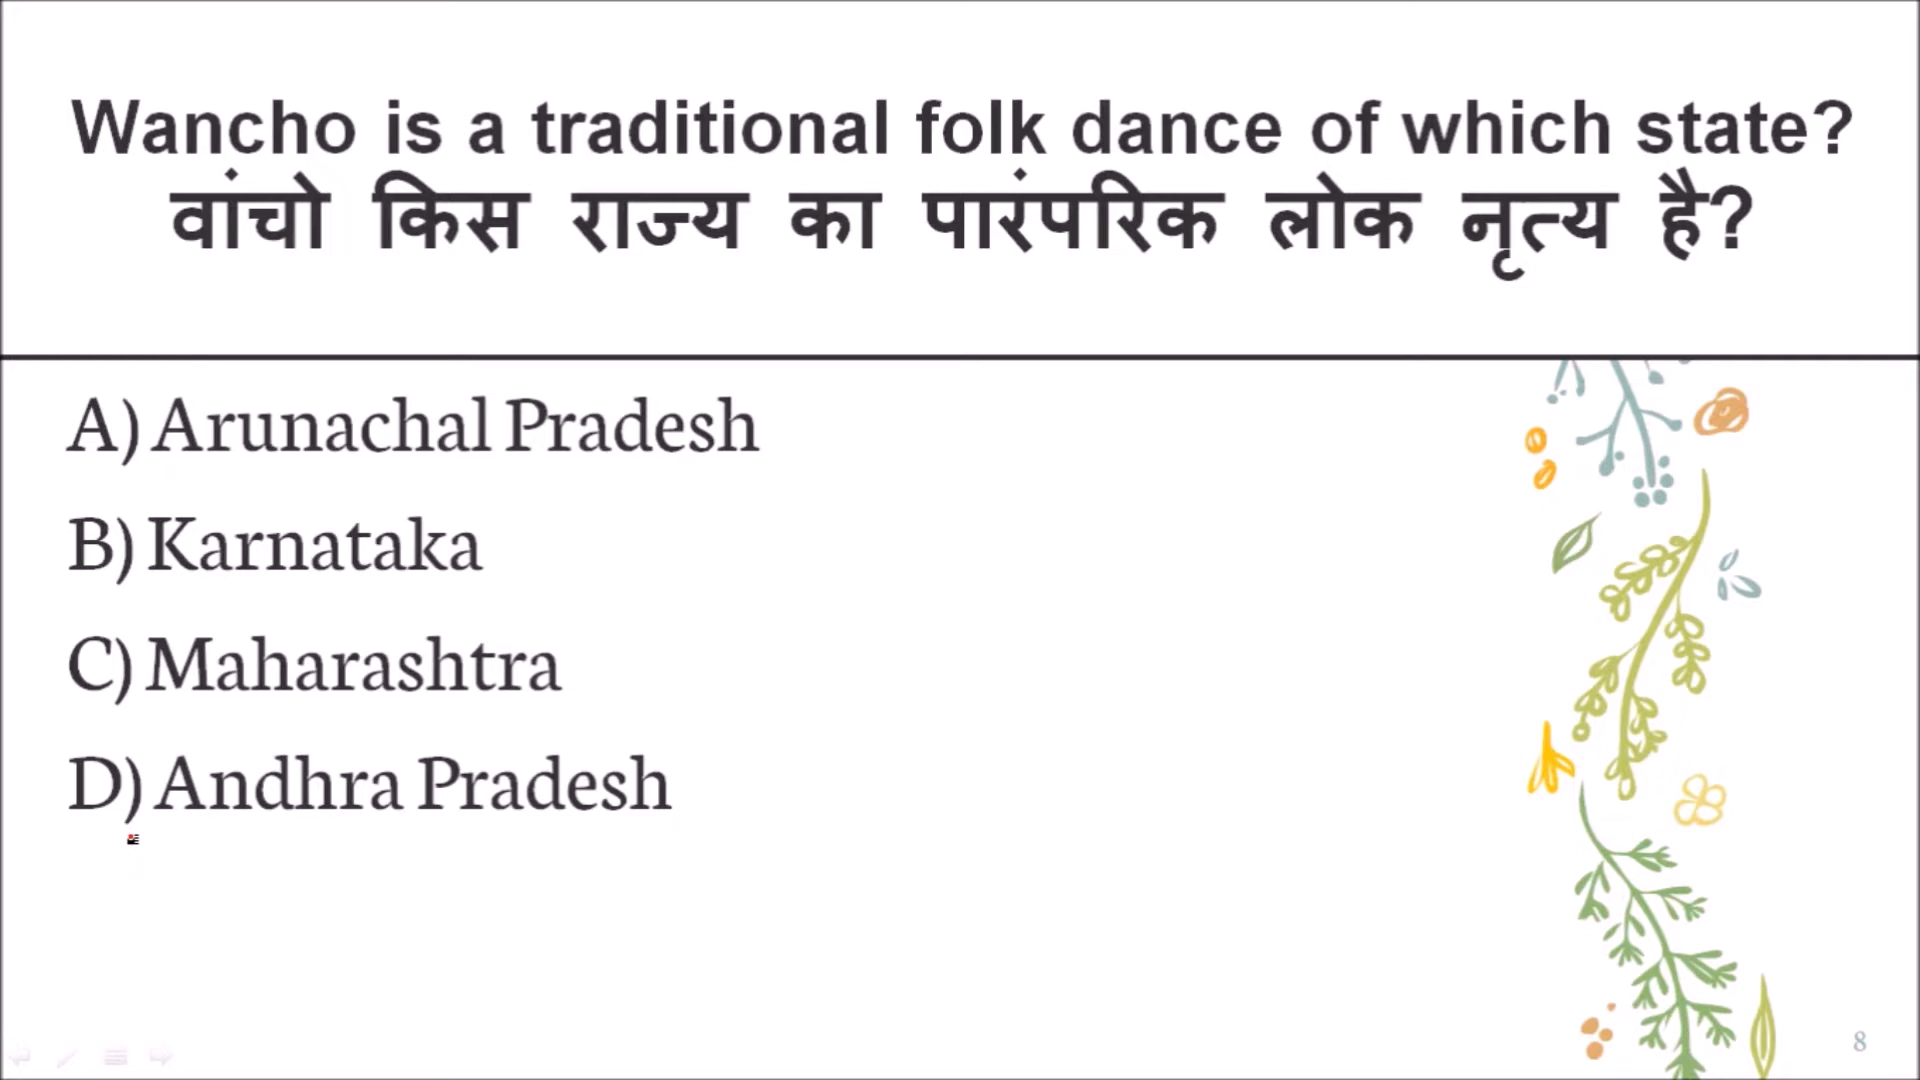 Wancho is a traditional folk dance of which state?
वांचो किस राज्य का पारंपरिक लोक नृत्य है?
A) Arunachal Pradesh
B) Karnataka
C) Maharashtra
D) Andhra Pradesh
8